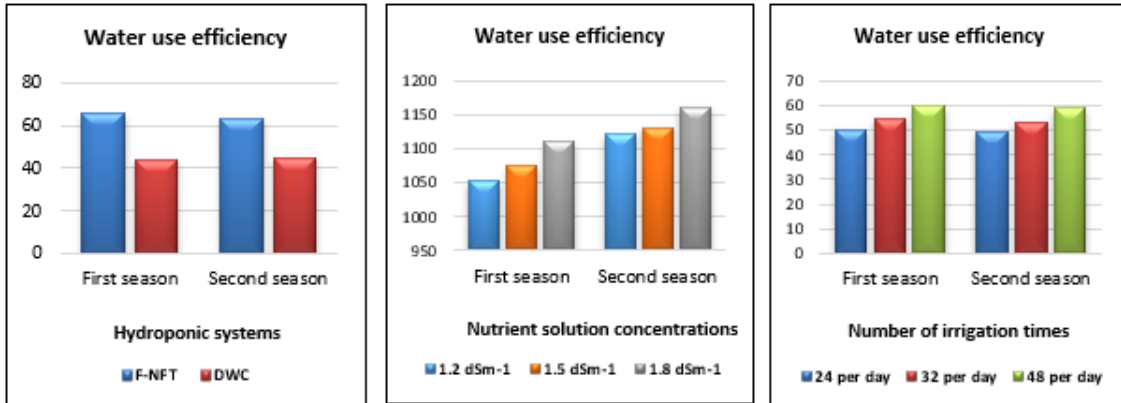 Water use efficiency
80
60
40
20
0
First season Second season
Hydroponic systems
F-NFT DWC
Water use efficiency
1200
1150
1100
1050
1000
950
First season Second season
Nutrient solution concentrations
1.2 dSm-1 1.5 dSm-1 1.8 dSm-1
Water use efficiency
70
60
50
40
30
20
10
0
First season Second season
Number of irrigation times
24 per day 32 per day 48 per day